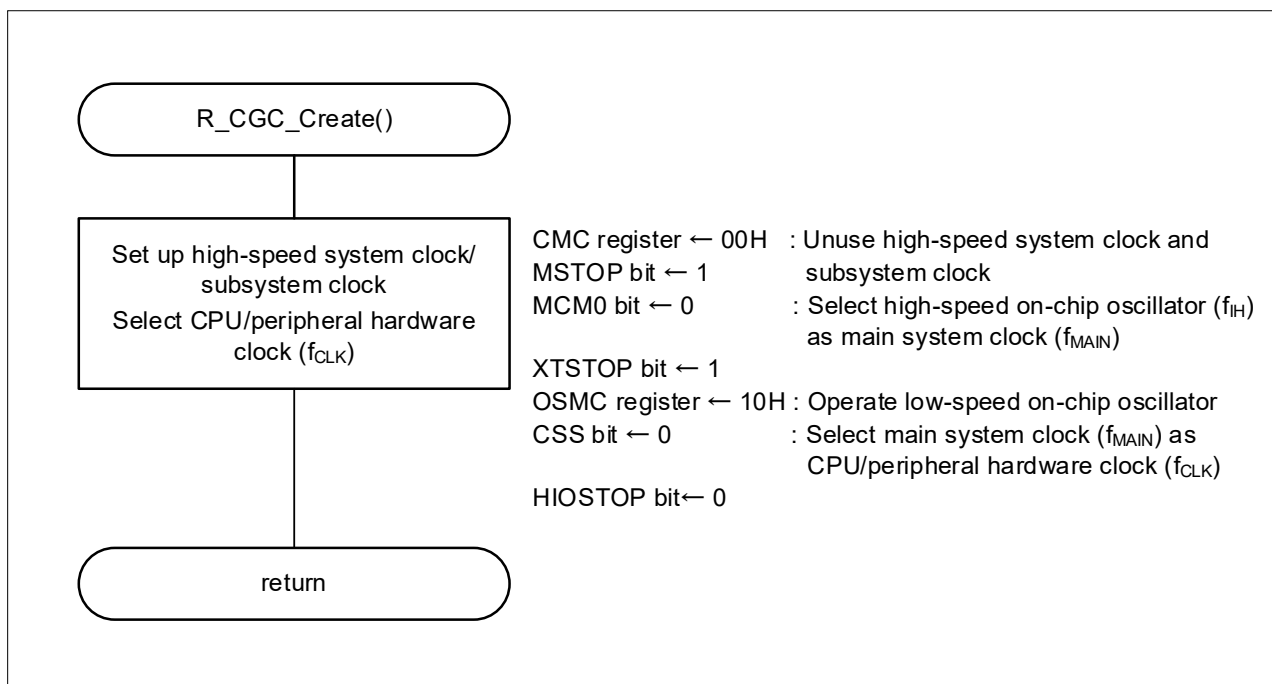 R_CGC_Create()
Set up high-speed system clock/
subsystem clock
Select CPU/peripheral hardware
clock (fCLK)
CMC register ← 00H : Unuse high-speed system clock and
MSTOP bit ← 1 subsystem clock
MCM0 bit ← 0 : Select high-speed on-chip oscillator (fIH)
as main system clock (fMAIN)
XTSTOP bit ← 1
OSMC register ← 10H : Operate low-speed on-chip oscillator
CSS bit ← 0 : Select main system clock (fMAIN) as
CPU/peripheral hardware clock (fCLK)
HIOSTOP bit← 0
return